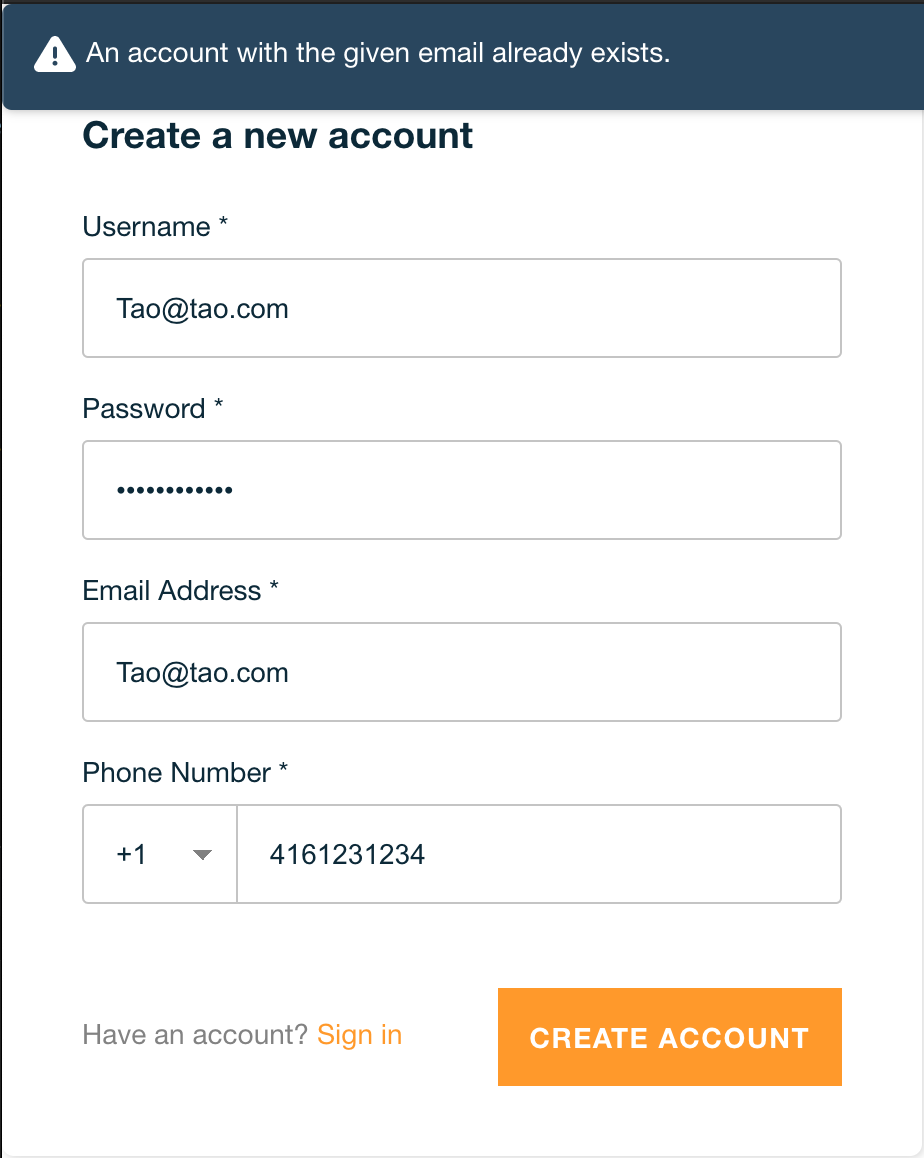 An account with the given email already exists.
Create a new account
Username *
Tao@tao.com
Password *
••••••••••••
Email Address *
Tao@tao.com
Phone Number *
+1 4161231234
Have an account? Sign in
CREATE ACCOUNT